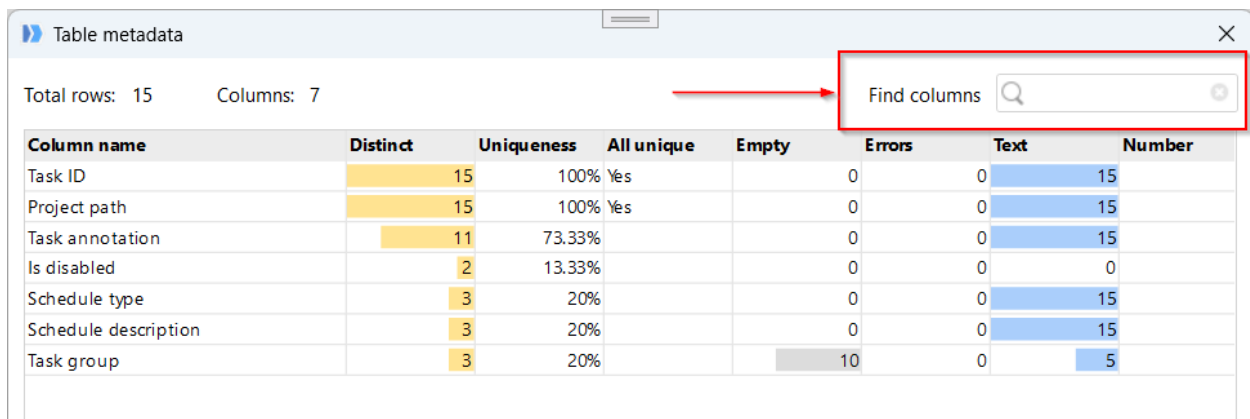 Table metadata
Total rows: 15 Columns: 7 Find columns
Column name Distinct Uniqueness All unique Empty Errors Text Number
Task ID 15 100% Yes 0 0 15
Project path 15 100% Yes 0 0 15
Task annotation 11 73.33% 0 0 15
Is disabled 2 13.33% 0 0 0
Schedule type 3 20% 0 0 15
Schedule description 3 20% 0 0 15
Task group 3 20% 10 0 5